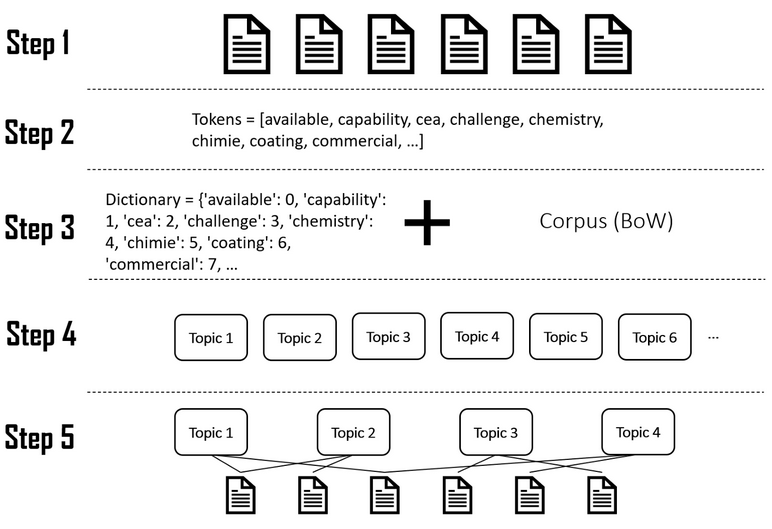 Step 1
Step 2
Tokens = [available, capability, cea, challenge, chemistry,
chimie, coating, commercial, ...]
Step 3
Dictionary = {'available': 0, 'capability':
1, 'cea': 2, 'challenge': 3, 'chemistry':
4, 'chimie': 5, 'coating': 6,
'commercial': 7, ...
+
Corpus (BoW)
Step 4
Topic 1
Topic 2
Topic 3
Topic 4
Topic 5
Topic 6
...
Step 5
Topic 1
Topic 2
Topic 3
Topic 4